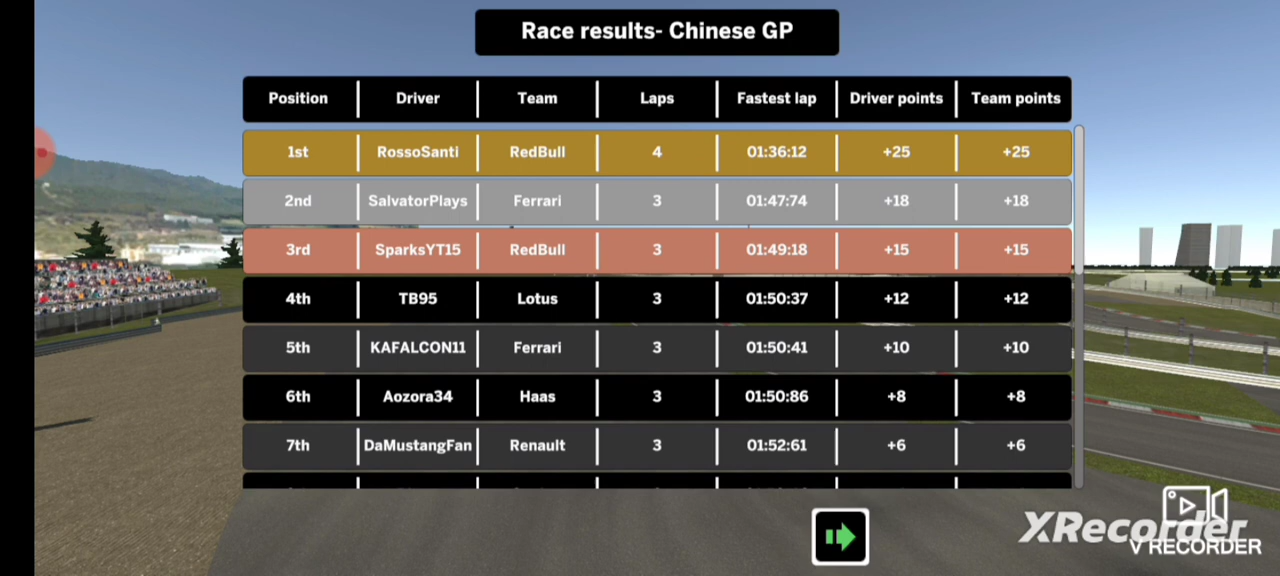 Race results- Chinese GP
Position Driver Team Laps Fastest lap Driver points Team points
1st RossoSanti RedBull 4 01:36:12 +25 +25
2nd SalvatorPlays Ferrari 3 01:47:74 +18 +18
3rd SparksYT15 RedBull 3 01:49:18 +15 +15
4th TB95 Lotus 3 01:50:37 +12 +12
5th KAFALCON11 Ferrari 3 01:50:41 +10 +10
6th Aozora34 Haas 3 01:50:86 +8 +8
7th DaMustangFan Renault 3 01:52:61 +6 +6
XRecorder
V RECORDER